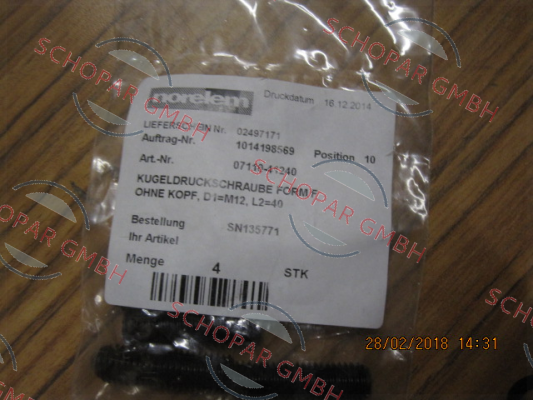 norelem
Druckdatum 16.12.2014
LIEFERSCHEIN Nr. 02497171
Auftrag-Nr. 1014198569 Position 10
Art.-Nr. 07110-41240
KUGELDRUCKSCHRAUBE FORM:F
OHNE KOPF, D1=M12, L2=40
Bestellung SN135771
Ihr Artikel
Menge 4 STK
28/02/2018 14:31
SCHOPAR GMBH
SCHOPAR GMBH
SCHOPAR GMBH
SCHOPAR GMBH
SCHOPAR GMBH